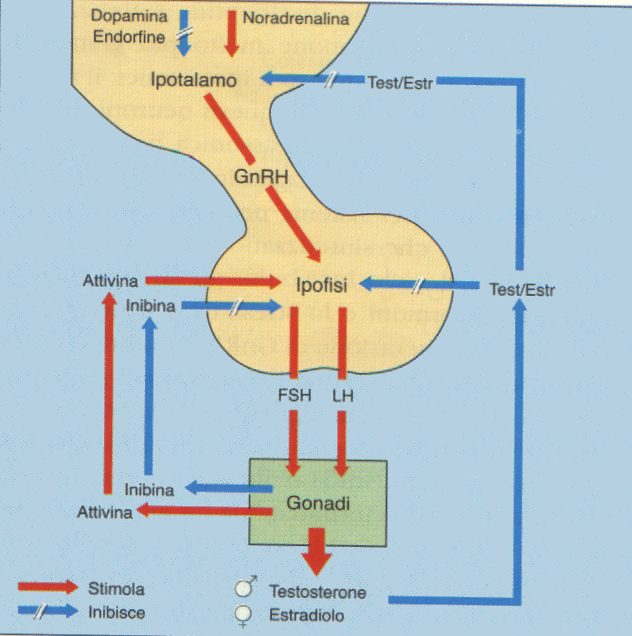 Dopamina
Noradrenalina
Endorfine
Ipotalamo
Test/Estr
GnRH
Attivina
Ipofisi
Test/Estr
Inibina
FSH
LH
Inibina
Gonadi
Attivina
Stimola
♂ Testosterone
Inibisce
♀ Estradiolo